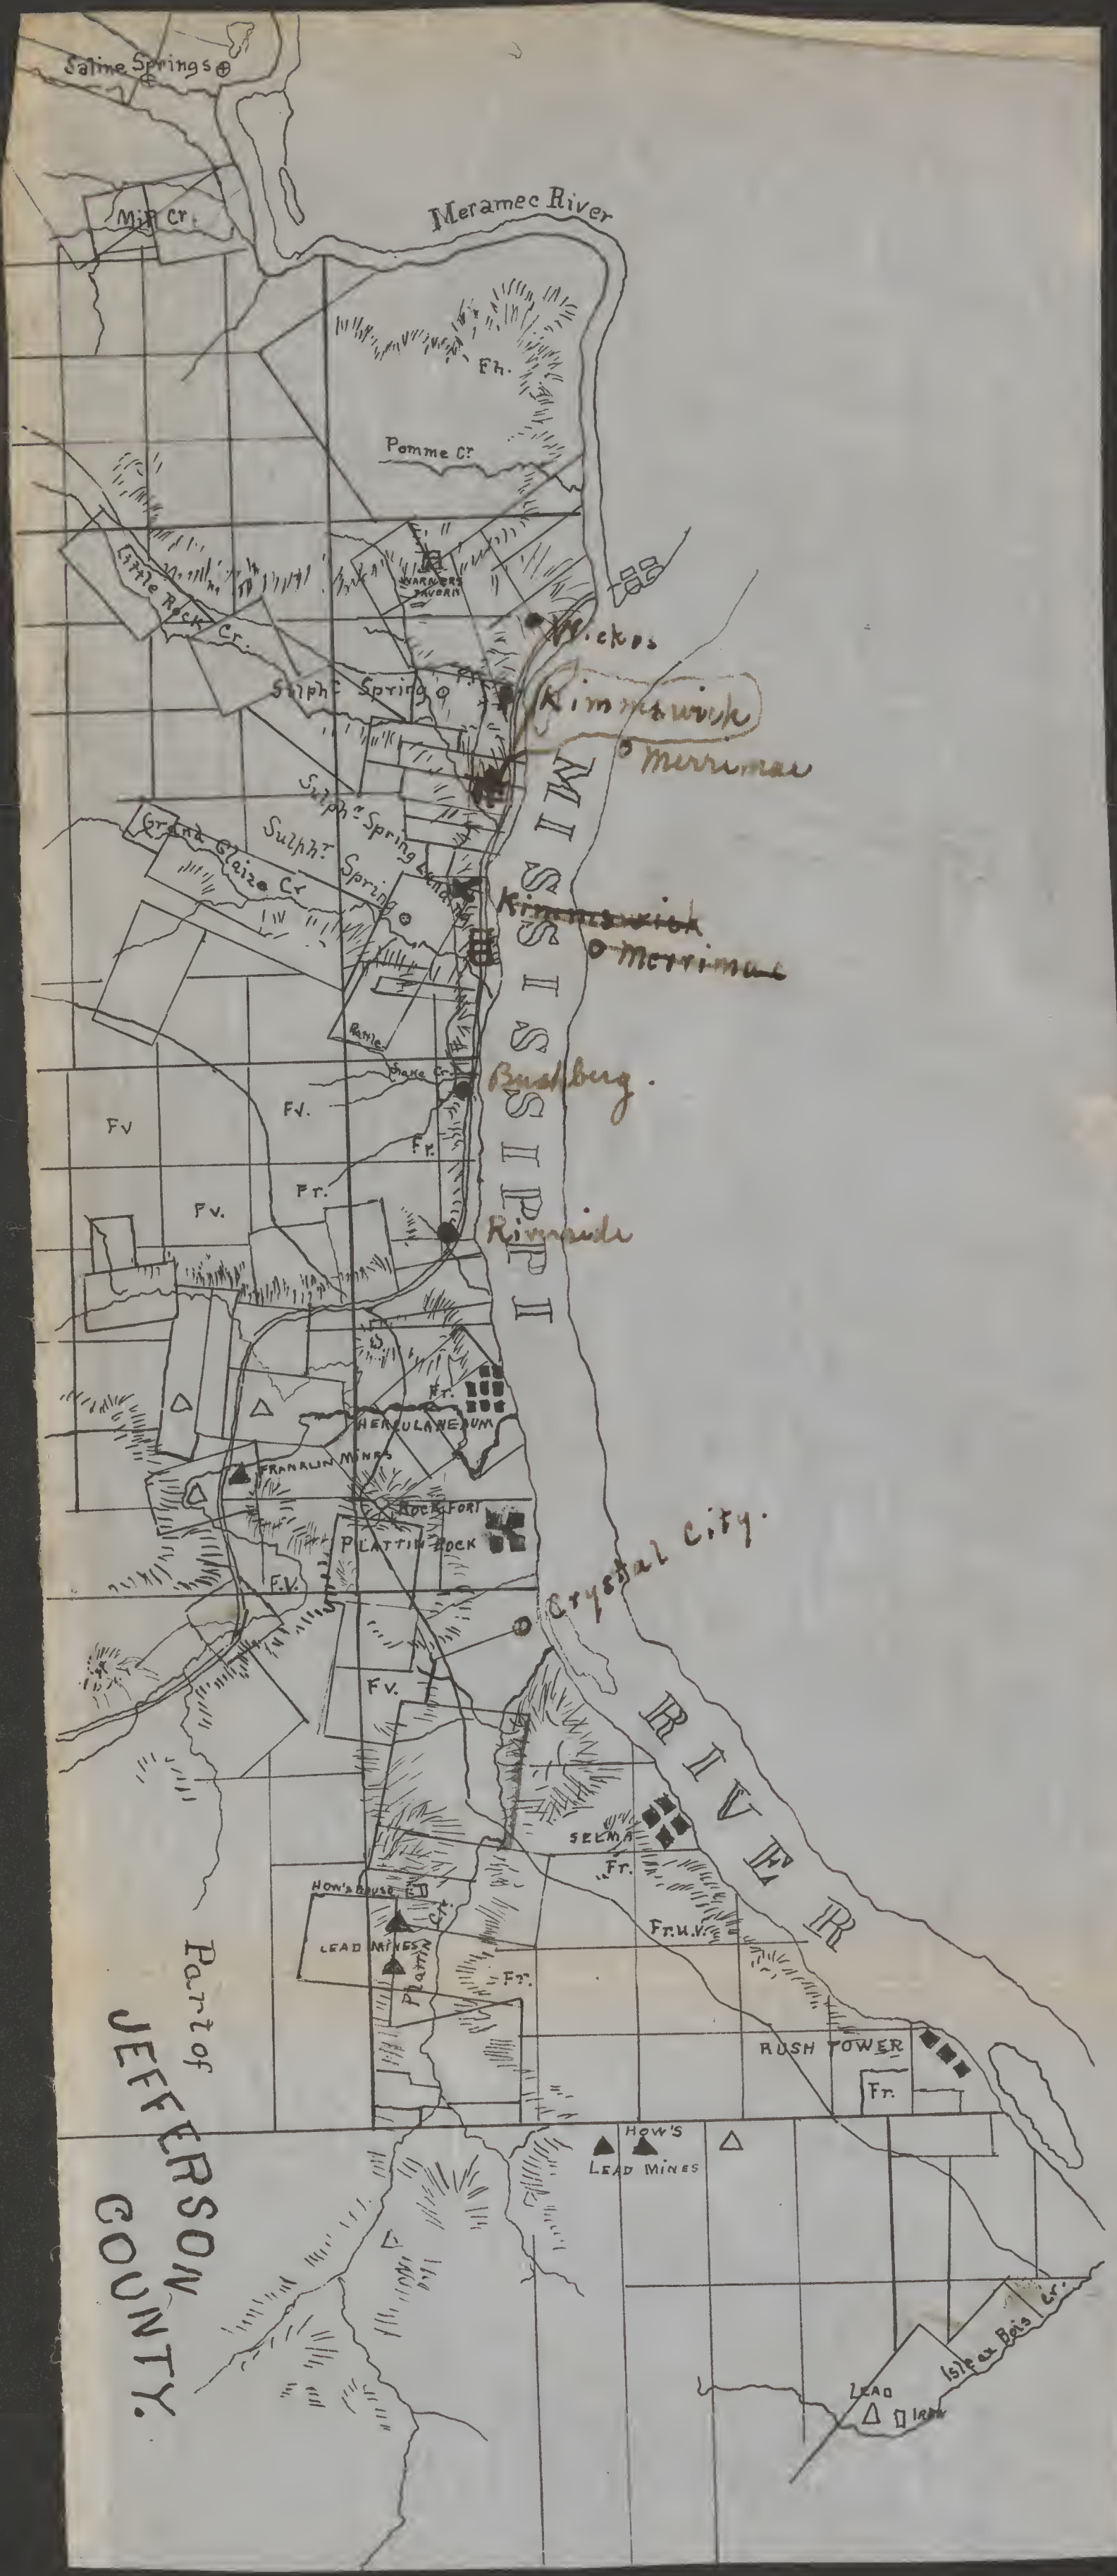 Saline Springs
Mill Cr.
Meramec River
Fh.
Pomme Cr.
WARNERS
TAVERN
Little Rock Cr.
Wickes
Sulphr Spring
Kimmswick
Merrimac
Sulphr Spring Landing
Sulphr Spring
Grand Glaize Cr
Kimmswick
Merrimac
MISSISSIPPI
Rattle
Snake Cr.
Bushberg.
Fv.
Fv
Fr.
Fr.
Fv.
Riverside
Fr.
HERCULANEUM
FRANKLIN MINES
ROCK FORT
PLATTIN ROCK
Crystal City.
F.V.
Fv.
RIVER
SELMA
Fr.
HOW'S HOUSE
Fr.u.V.
LEAD MINES
Plattin Cr.
Fr.
RUSH TOWER
Fr.
HOW'S
LEAD MINES
Part of
JEFFERSON
COUNTY.
Isle au Bois Cr.
LEAD
IRON